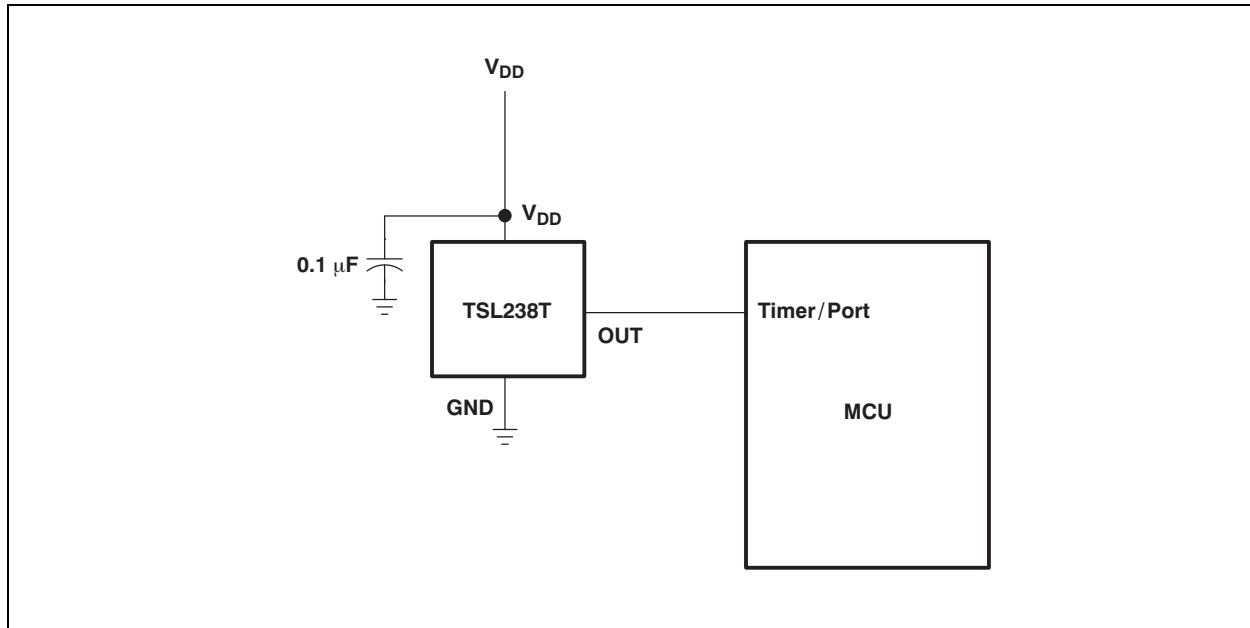 VDD
VDD
0.1 μF
TSL238T
OUT
GND
Timer/Port
MCU